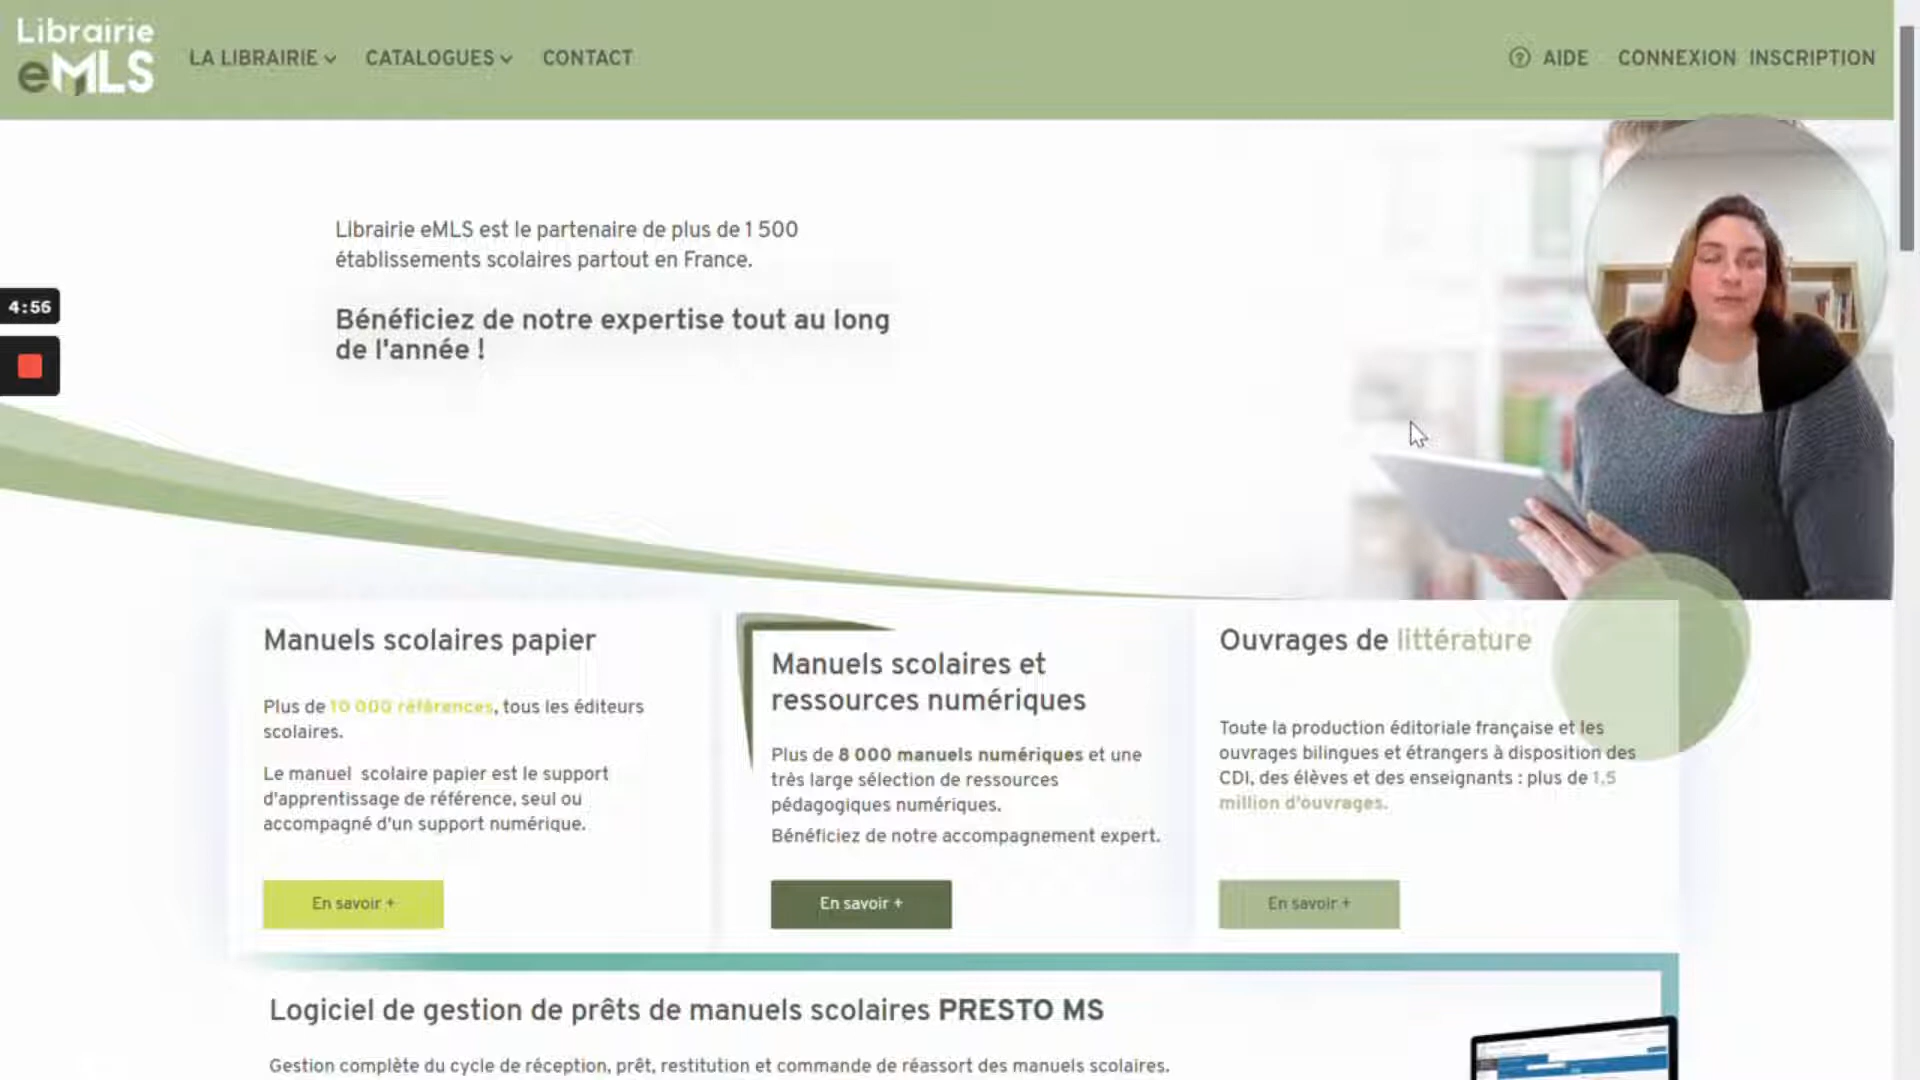 Librairie
eMLS
LA LIBRAIRIE
CATALOGUES
CONTACT
? AIDE
CONNEXION
INSCRIPTION
Librairie eMLS est le partenaire de plus de 1 500
établissements scolaires partout en France.
4:56
Bénéficiez de notre expertise tout au long
de l'année !
Manuels scolaires papier
Plus de 10 000 références, tous les éditeurs
scolaires.
Le manuel scolaire papier est le support
d'apprentissage de référence, seul ou
accompagné d'un support numérique.
En savoir +
Manuels scolaires et
ressources numériques
Plus de 8 000 manuels numériques et une
très large sélection de ressources
pédagogiques numériques.
Bénéficiez de notre accompagnement expert.
En savoir +
Ouvrages de littérature
Toute la production éditoriale française et les
ouvrages bilingues et étrangers à disposition des
CDI, des élèves et des enseignants : plus de 1,5
million d'ouvrages.
En savoir +
Logiciel de gestion de prêts de manuels scolaires PRESTO MS
Gestion complète du cycle de réception, prêt, restitution et commande de réassort des manuels scolaires.